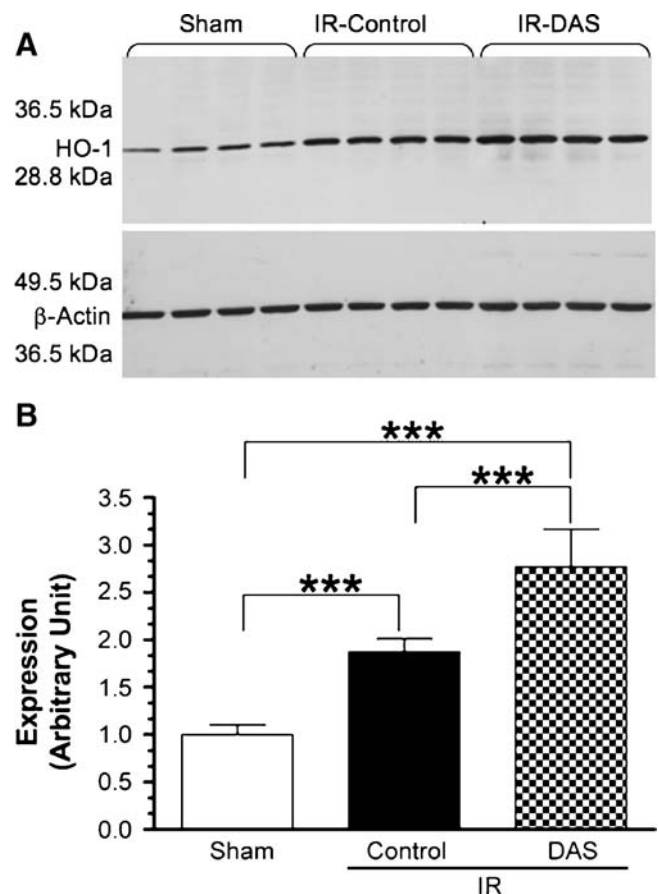 A
Sham IR-Control IR-DAS
36.5 kDa
HO-1
28.8 kDa
49.5 kDa
β-Actin
36.5 kDa
B
***
***
***
Expression
(Arbitrary Unit)
3.5
3.0
2.5
2.0
1.5
1.0
0.5
0.0
Sham Control DAS
IR